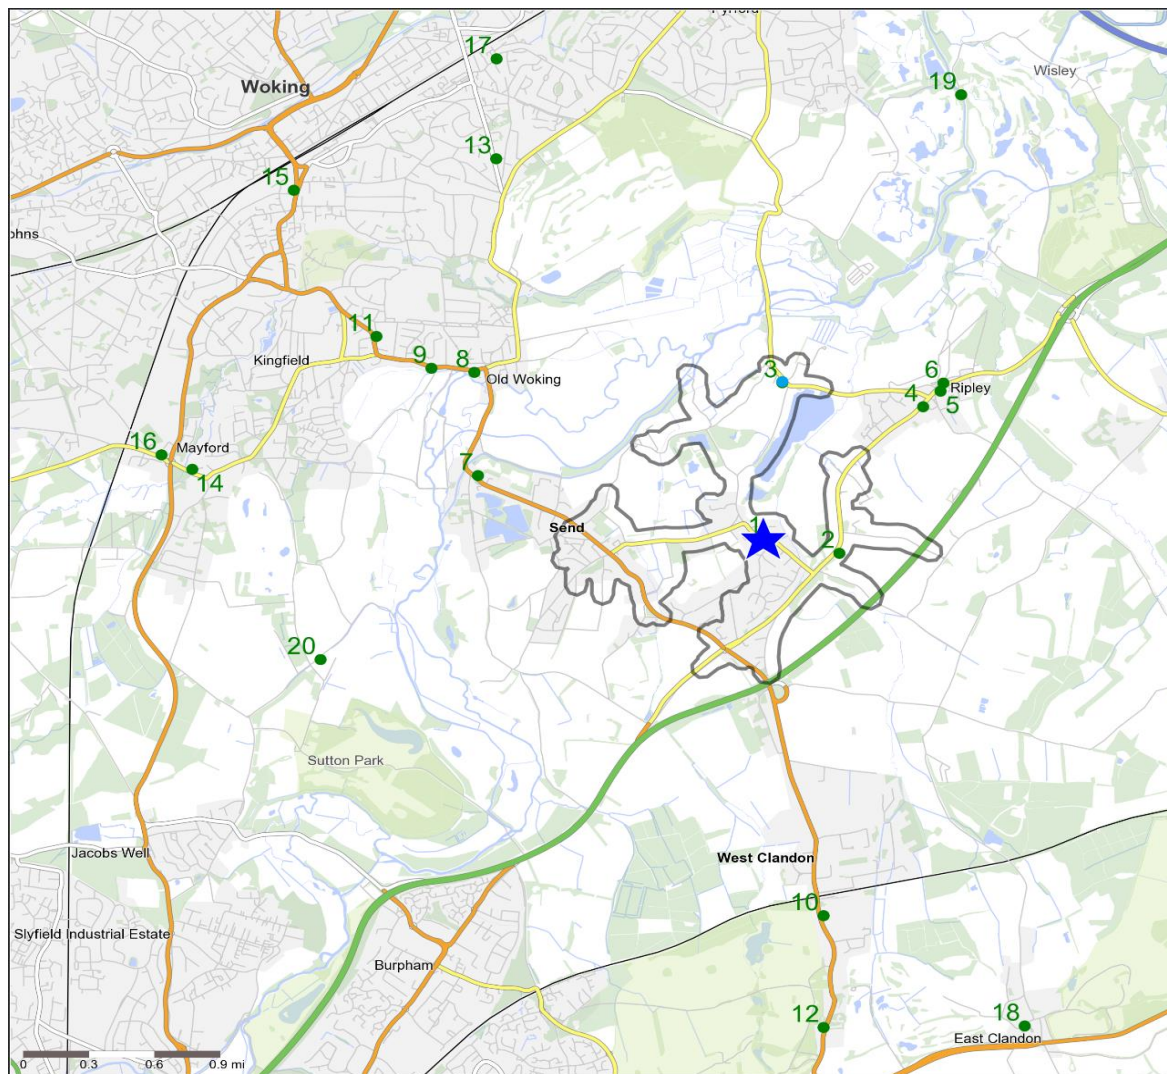 Pyrford
17
Woking
Wisley
19
13
15
ohns
11
Kingfield
9
8
Old Woking
3
6
Ripley
4
5
16
Mayford
14
7
Send
1
2
20
Sutton Park
Jacobs Well
West Clandon
10
Slyfield Industrial Estate
Burpham
12
18
East Clandon
0
0.3
0.6
0.9 mi